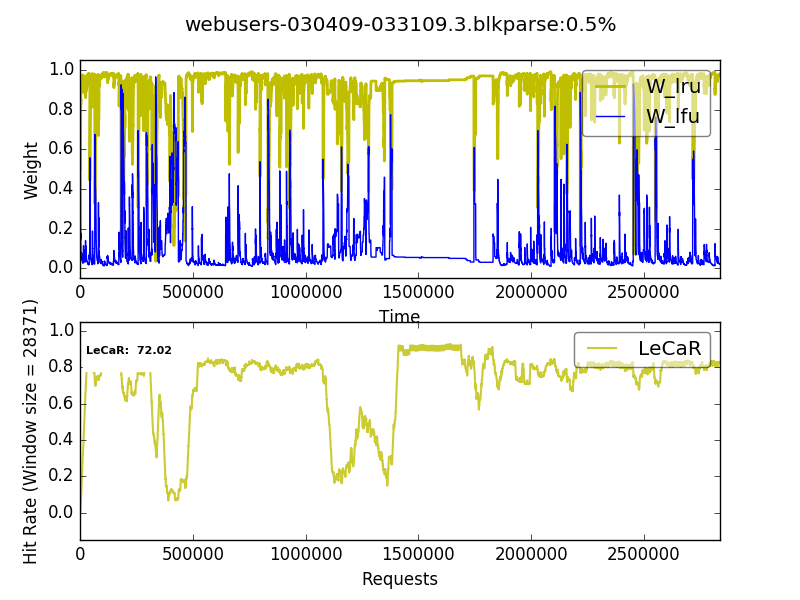 webusers-030409-033109.3.blkparse:0.5%
1.0
0.8
0.6
0.4
0.2
0.0
Weight
W_lru
W_lfu
0 500000 1000000 1500000 2000000 2500000
Time
1.0
0.8
0.6
0.4
0.2
0.0
Hit Rate (Window size = 28371)
LeCaR: 72.02
LeCaR
0 500000 1000000 1500000 2000000 2500000
Requests